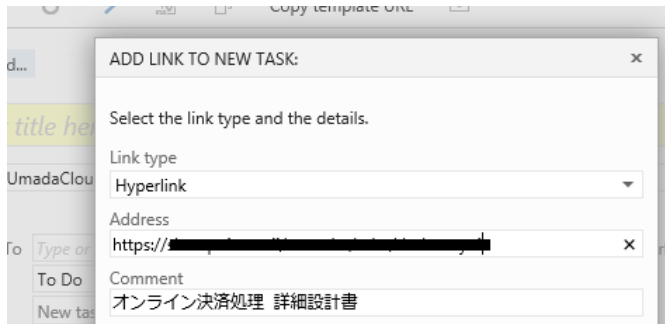 Copy template URL
d...
ADD LINK TO NEW TASK:
title her
Select the link type and the details.
Link type
UmadaClou
Hyperlink
Address
To
Type or
https://
To Do
Comment
New tas
オンライン決済処理 詳細設計書